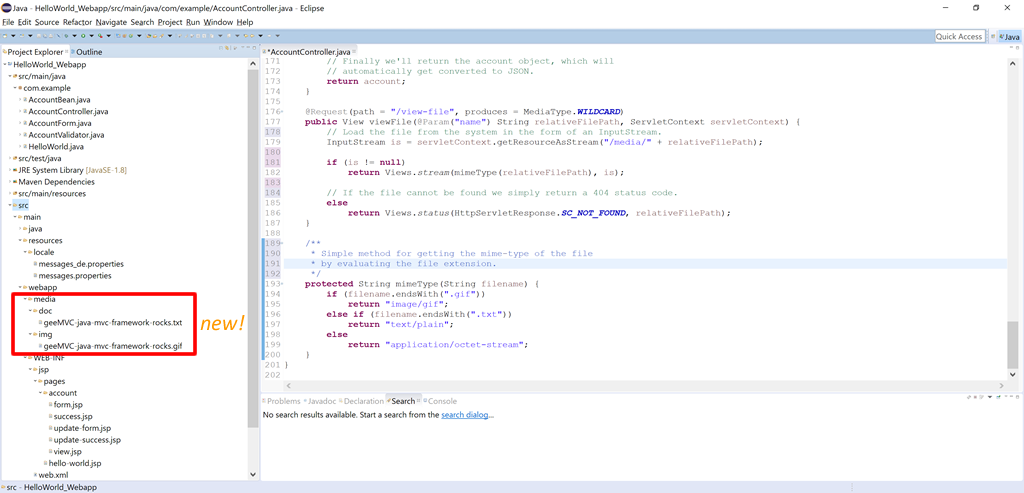 Java - HelloWorld_Webapp/src/main/java/com/example/AccountController.java - Eclipse
File Edit Source Refactor Navigate Search Project Run Window Help
Quick Access
Java
Project Explorer
Outline
HelloWorld_Webapp
src/main/java
com.example
AccountBean.java
AccountController.java
AccountForm.java
AccountValidator.java
HelloWorld.java
src/test/java
JRE System Library [JavaSE-1.8]
Maven Dependencies
src/main/resources
src
main
java
resources
locale
messages_de.properties
messages.properties
webapp
media
doc
geeMVC-java-mvc-framework-rocks.txt
img
geeMVC-java-mvc-framework-rocks.gif
new!
WEB-INF
jsp
pages
account
form.jsp
success.jsp
update-form.jsp
update-success.jsp
view.jsp
hello-world.jsp
web.xml
*AccountController.java
171 // Finally we'll return the account object, which will
172 // automatically get converted to JSON.
173 return account;
174 }
175
176 @Request(path = "/view-file", produces = MediaType.WILDCARD)
177 public View viewFile(@Param("name") String relativeFilePath, ServletContext servletContext) {
178 // Load the file from the system in the form of an InputStream.
179 InputStream is = servletContext.getResourceAsStream("/media/" + relativeFilePath);
180
181 if (is != null)
182 return Views.stream(mimeType(relativeFilePath), is);
183
184 // If the file cannot be found we simply return a 404 status code.
185 else
186 return Views.status(HttpServletResponse.SC_NOT_FOUND, relativeFilePath);
187 }
188
189 /**
190 * Simple method for getting the mime-type of the file
191 * by evaluating the file extension.
192 */
193 protected String mimeType(String filename) {
194 if (filename.endsWith(".gif"))
195 return "image/gif";
196 else if (filename.endsWith(".txt"))
197 return "text/plain";
198 else
199 return "application/octet-stream";
200 }
201 }
202
Problems Javadoc Declaration Search Console
No search results available. Start a search from the search dialog...
src - HelloWorld_Webapp